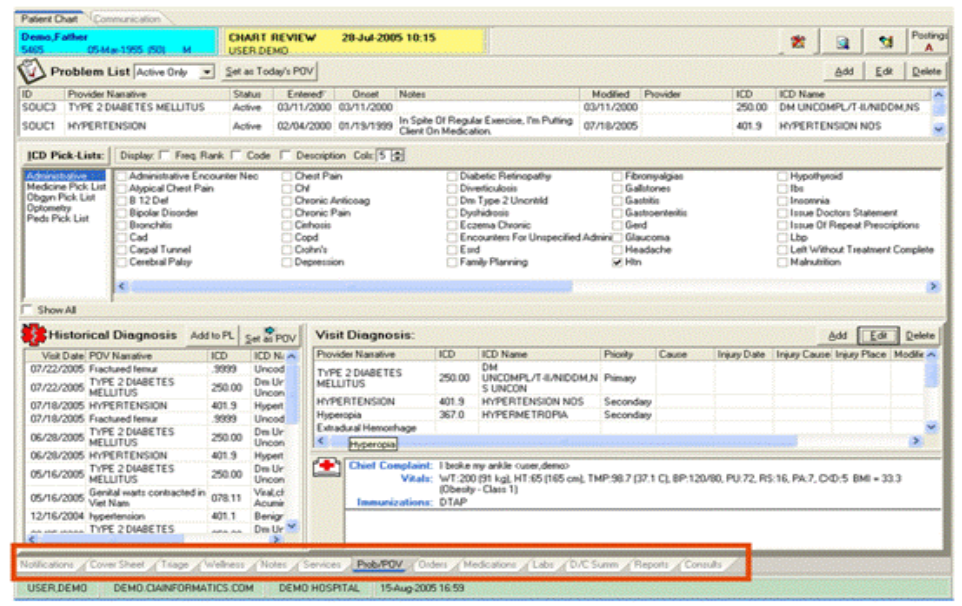 Patient Chart Communication
Demo,Father
5465 05-Mar-1955 (50) M
CHART REVIEW 28-Jul-2005 10:15
USER,DEMO
Postings
A
Problem List Active Only Set as Today's POV Add Edit Delete
ID Provider Narrative Status Entered Onset Notes Modified Provider ICD ICD Name
SOUC3 TYPE 2 DIABETES MELLITUS Active 03/11/2000 03/11/2000 03/11/2000 250.00 DM UNCOMPL/T-II/NIDDM,NS
SOUC1 HYPERTENSION Active 02/04/2000 01/19/1999 In Spite Of Regular Exercise, I'm Putting Client On Medication. 07/18/2005 401.9 HYPERTENSION NOS
ICD Pick-Lists: Display: Freq. Rank Code Description Cols: 5
Administrative
Medicine Pick List
Obgyn Pick List
Optometry
Peds Pick List
Administrative Encounter Nec Chest Pain Diabetic Retinopathy Fibromyalgias Hypothyroid
Atypical Chest Pain Chf Diverticulosis Gallstones Ibs
B 12 Def Chronic Anticoag Dm Type 2 Uncntrld Gastritis Insomnia
Bipolar Disorder Chronic Pain Dyshidrosis Gastroenteritis Issue Doctors Statement
Bronchitis Cirrhosis Eczema Chronic Gerd Issue Of Repeat Prescriptions
Cad Copd Encounters For Unspecified Admini Glaucoma Lbp
Carpal Tunnel Crohn's Esrd Headache Left Without Treatment Complete
Cerebral Palsy Depression Family Planning Htn Malnutrition
Show All
Historical Diagnosis Add to PL Set as POV
Visit Date POV Narrative ICD ICD N
07/22/2005 Fractured femur .9999 Uncod
07/22/2005 TYPE 2 DIABETES MELLITUS 250.00 Dm Ur Uncon
07/18/2005 HYPERTENSION 401.9 Hypert
07/18/2005 Fractured femur .9999 Uncod
06/28/2005 TYPE 2 DIABETES MELLITUS 250.00 Dm Ur Uncon
06/28/2005 HYPERTENSION 401.9 Hypert
05/16/2005 TYPE 2 DIABETES MELLITUS 250.00 Dm Ur Uncon
05/16/2005 Genital warts contracted in Viet Nam 078.11 Viral,cl Acumir
12/16/2004 hypertension 401.1 Benigr
TYPE 2 DIABETES Dm Ur
Visit Diagnosis: Add Edit Delete
Provider Narrative ICD ICD Name Priority Cause Injury Date Injury Cause Injury Place Modifie
TYPE 2 DIABETES MELLITUS 250.00 DM UNCOMPL/T-II/NIDDM,N S UNCON Primary
HYPERTENSION 401.9 HYPERTENSION NOS Secondary
Hyperopia 367.0 HYPERMETROPIA Secondary
Extradural Hemorrhage
Hyperopia
Chief Complaint: I broke my ankle <user,demo>
Vitals: WT:200 (91 kg), HT:65 (165 cm), TMP:98.7 (37.1 C), BP:120/80, PU:72, RS:16, PA:7, CXD:5 BMI = 33.3
(Obesity - Class 1)
Immunizations: DTAP
Notifications Cover Sheet Triage Wellness Notes Services Prob/POV Orders Medications Labs D/C Summ Reports Consults
USER,DEMO DEMO.CIAINFORMATICS.COM DEMO HOSPITAL 15-Aug-2005 16:59